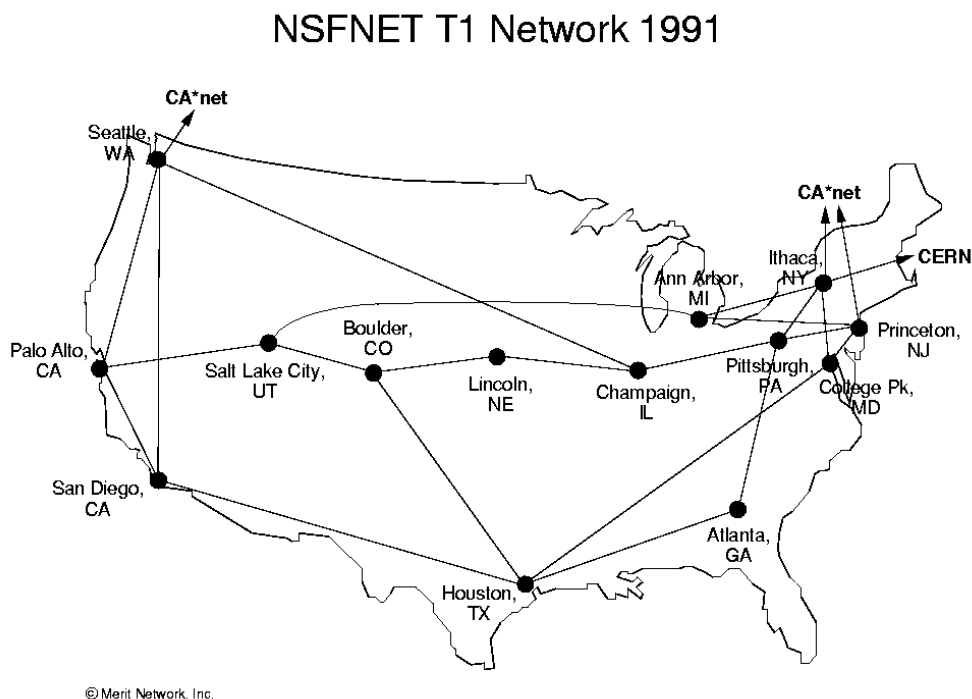 NSFNET T1 Network 1991
CA*net
Seattle,
WA
CA*net
Ithaca,
NY
CERN
Ann Arbor,
MI
Boulder,
CO
Princeton,
NJ
Palo Alto,
CA
Salt Lake City,
UT
Lincoln,
NE
Champaign,
IL
Pittsburgh,
PA
College Pk,
MD
San Diego,
CA
Atlanta,
GA
Houston,
TX
© Merit Network, Inc.